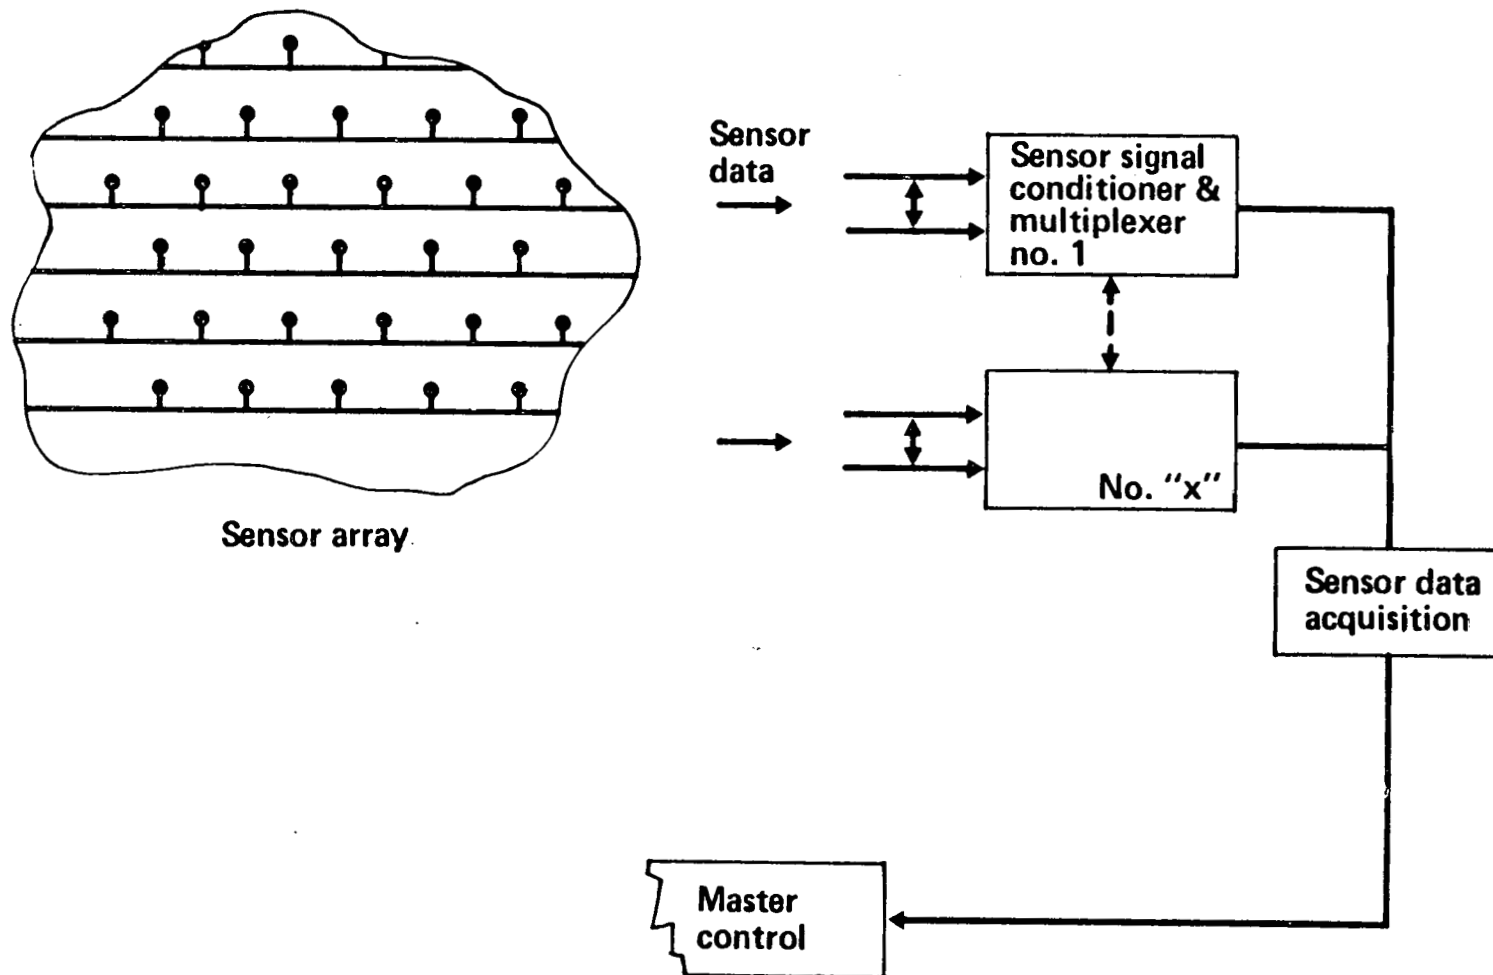 Sensor
data
Sensor signal
conditioner &
multiplexer
no. 1
No. “x”
Sensor array
Sensor data
acquisition
Master
control